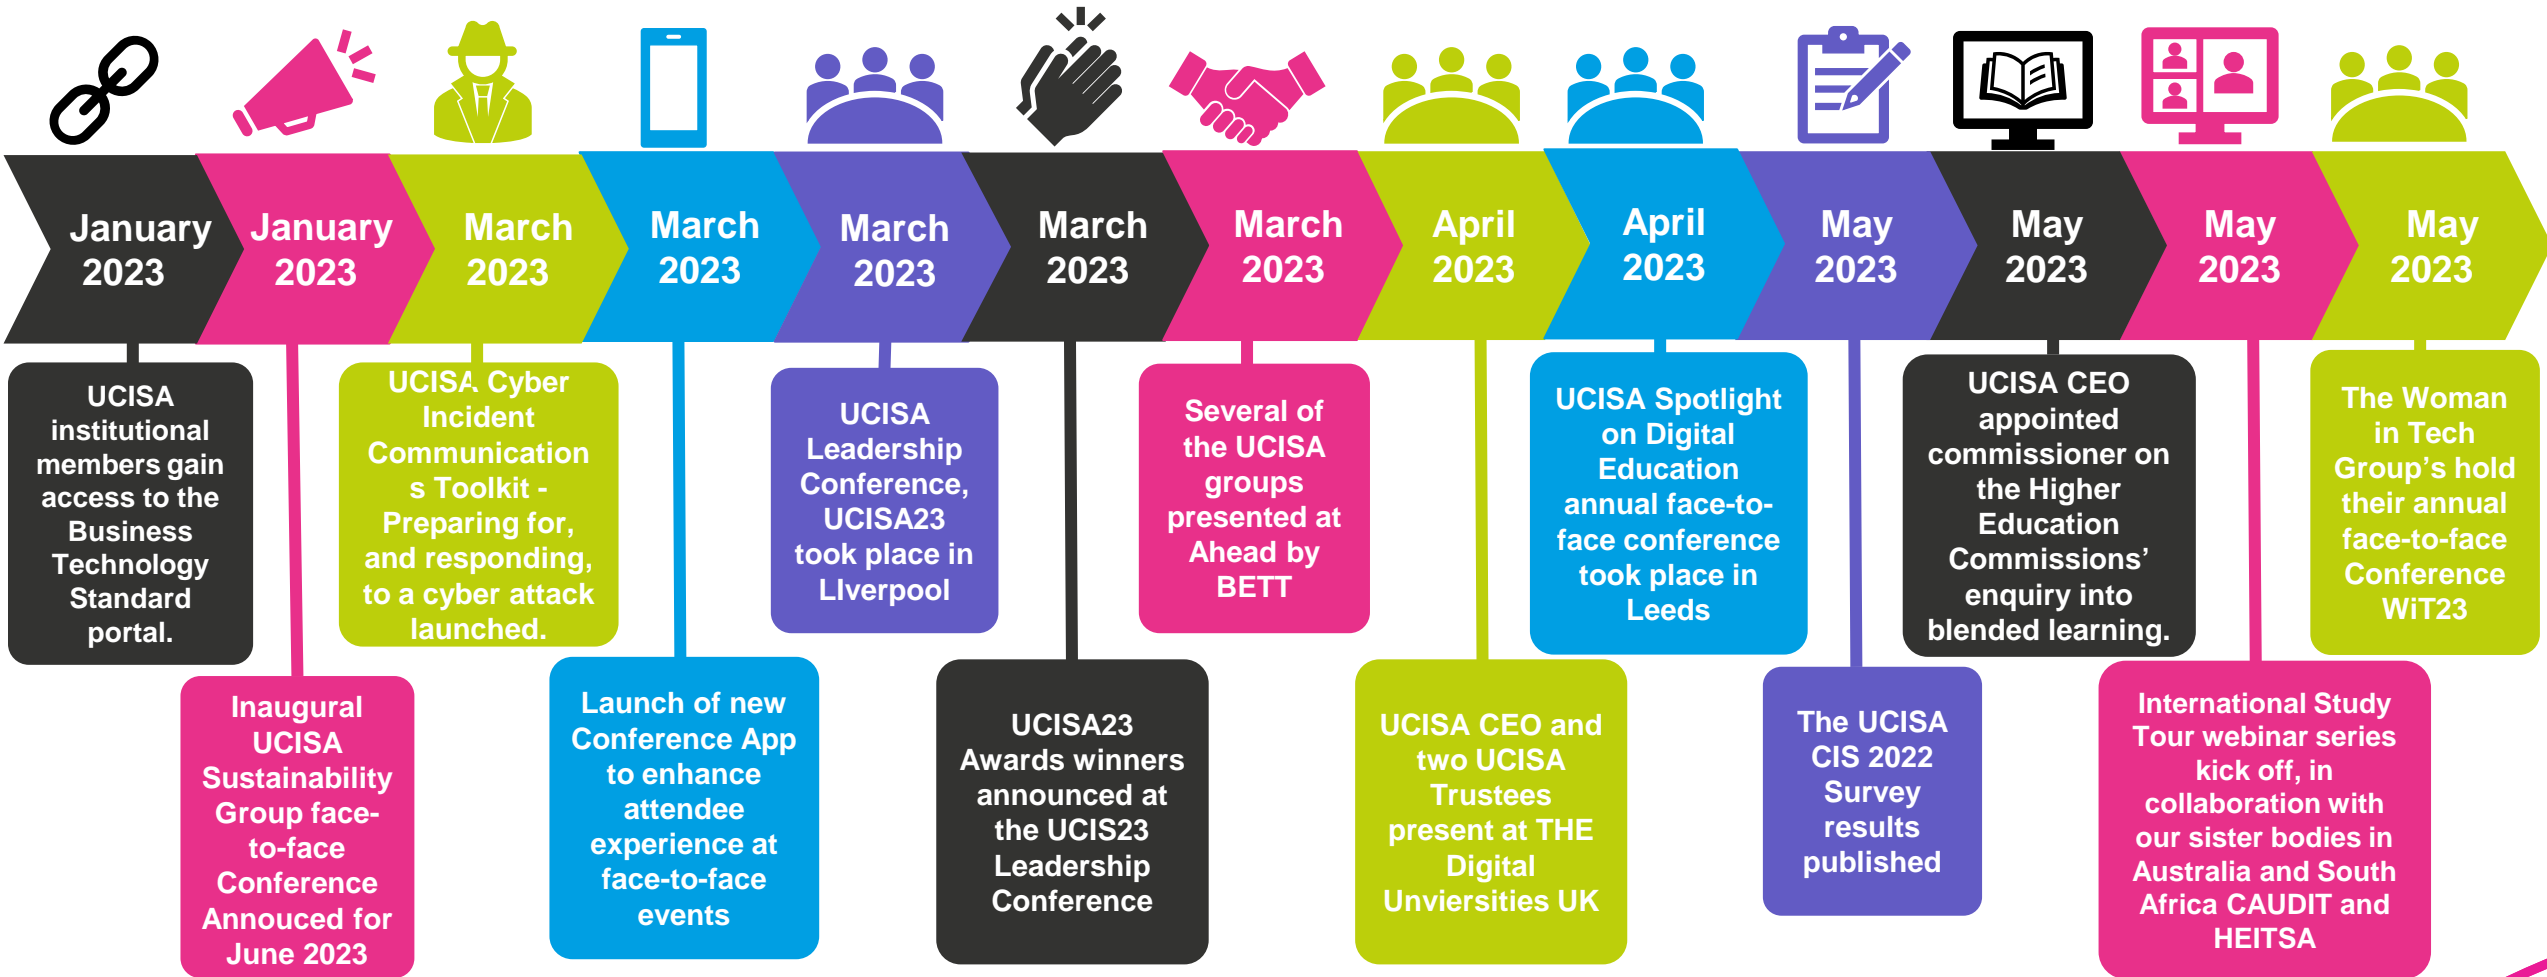 January
2023
January
2023
March
2023
March
2023
March
2023
March
2023
March
2023
April
2023
April
2023
May
2023
May
2023
May
2023
May
2023
UCISA
institutional
members gain
access to the
Business
Technology
Standard
portal.
Inaugural
UCISA
Sustainability
Group face-
to-face
Conference
Annouced for
June 2023
UCISA Cyber
Incident
Communication
s Toolkit -
Preparing for,
and responding,
to a cyber attack
launched.
Launch of new
Conference App
to enhance
attendee
experience at
face-to-face
events
UCISA
Leadership
Conference,
UCISA23
took place in
LIverpool
UCISA23
Awards winners
announced at
the UCIS23
Leadership
Conference
Several of
the UCISA
groups
presented at
Ahead by
BETT
UCISA CEO and
two UCISA
Trustees
present at THE
Digital
Unviersities UK
UCISA Spotlight
on Digital
Education
annual face-to-
face conference
took place in
Leeds
The UCISA
CIS 2022
Survey
results
published
UCISA CEO
appointed
commissioner on
the Higher
Education
Commissions’
enquiry into
blended learning.
International Study
Tour webinar series
kick off, in
collaboration with
our sister bodies in
Australia and South
Africa CAUDIT and
HEITSA
The Woman
in Tech
Group’s hold
their annual
face-to-face
Conference
WiT23